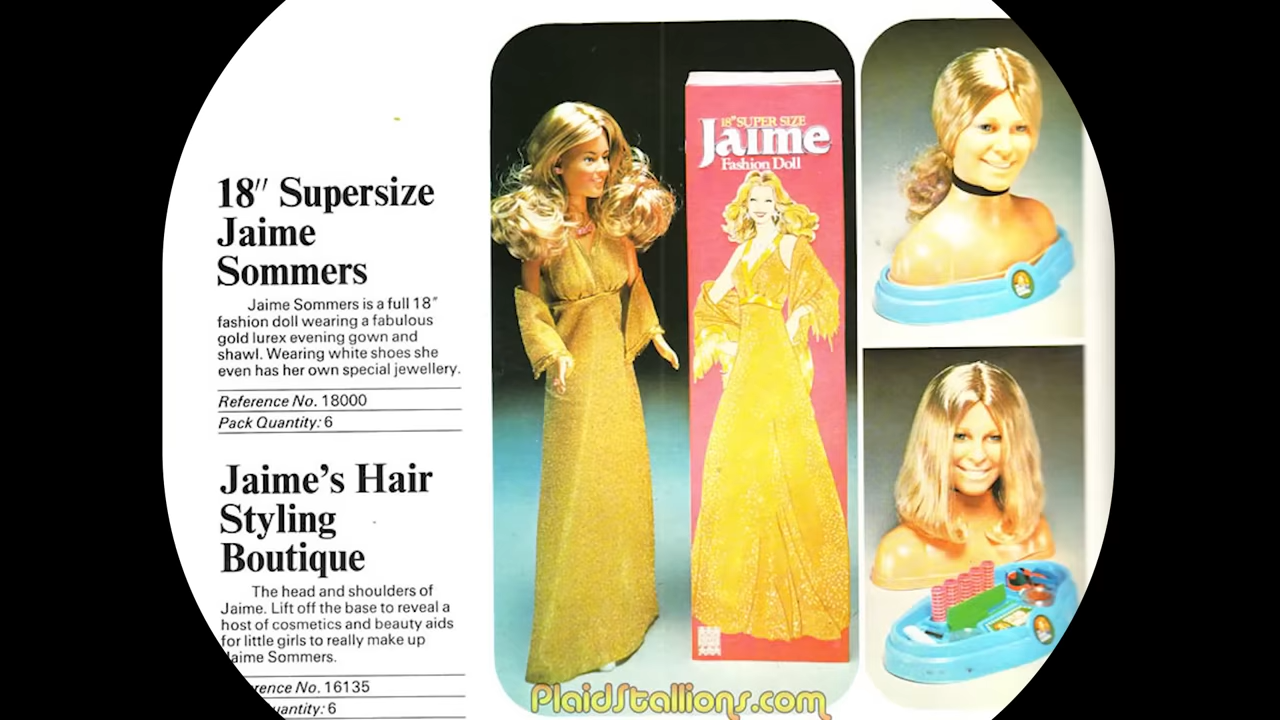 18" Supersize
Jaime
Sommers
Jaime Sommers is a full 18"
fashion doll wearing a fabulous
gold lurex evening gown and
shawl. Wearing white shoes she
even has her own special jewellery.
Reference No. 18000
Pack Quantity: 6
Jaime's Hair
Styling
Boutique
The head and shoulders of
Jaime. Lift off the base to reveal a
host of cosmetics and beauty aids
for little girls to really make up
Jaime Sommers.
rence No. 16135
uantity: 6
18" SUPER SIZE
Jaime
Fashion Doll
PlaidStallions.com